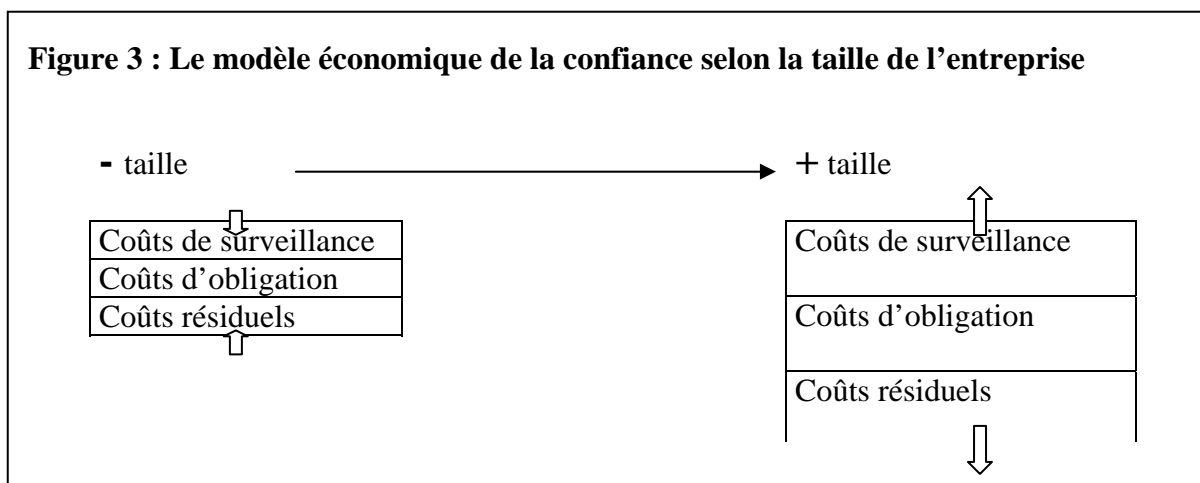 Figure 3 : Le modèle économique de la confiance selon la taille de l’entreprise
- taille + taille
Coûts de surveillance
Coûts d’obligation
Coûts résiduels
Coûts de surveillance
Coûts d’obligation
Coûts résiduels